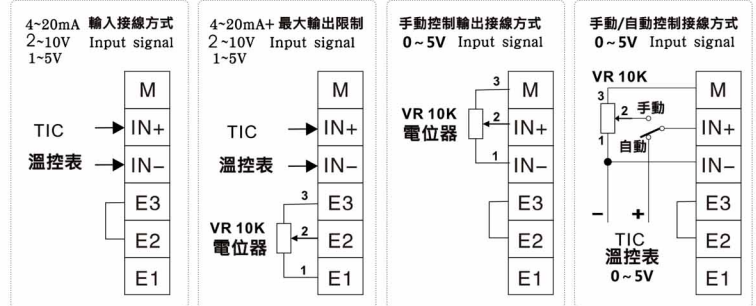 4~20mA 輸入接線方式
2~10V Input signal
1~5V
M
IN+
IN−
E3
E2
E1
TIC
溫控表
4~20mA+最大輸出限制
2~10V Input signal
1~5V
M
IN+
IN−
E3
E2
E1
TIC
溫控表
3
VR 10K
2
電位器
1
手動控制輸出接線方式
0~5V Input signal
3
M
VR 10K
2
IN+
電位器
1
IN−
E3
E2
E1
手動/自動控制接線方式
0~5V Input signal
VR 10K
3
M
2
手動
IN+
1
自動
IN−
E3
− +
TIC
E2
溫控表
0~5V
E1